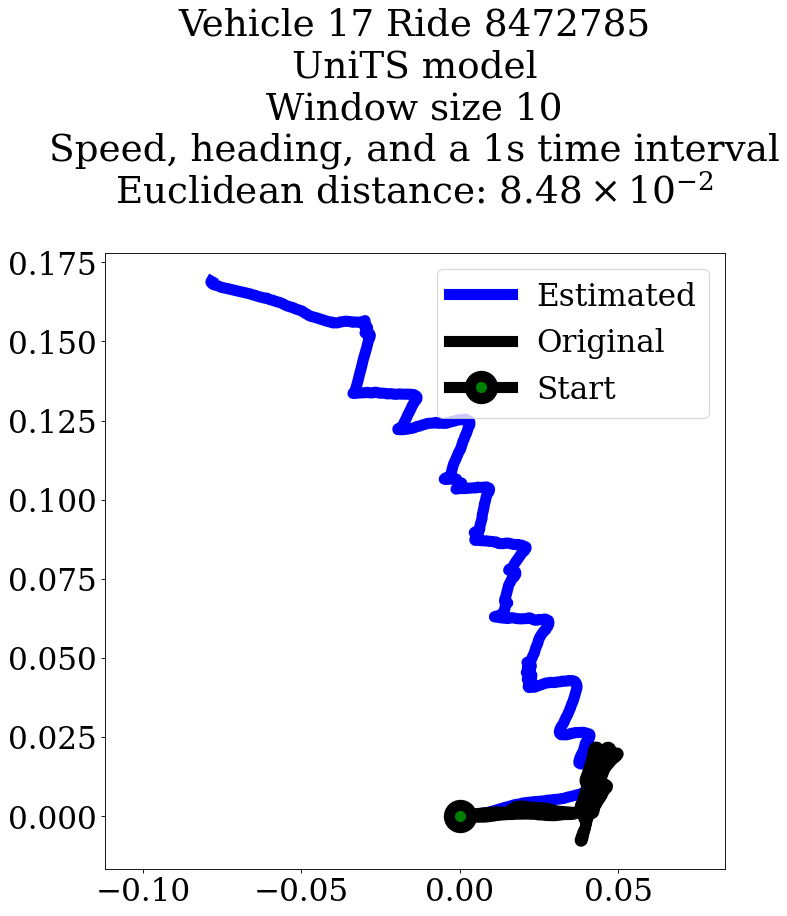 Vehicle 17 Ride 8472785
UniTS model
Window size 10
Speed, heading, and a 1s time interval
Euclidean distance: 8.48 × 10⁻²
0.175
0.150
0.125
0.100
0.075
0.050
0.025
0.000
Estimated
Original
Start
−0.10
−0.05
0.00
0.05